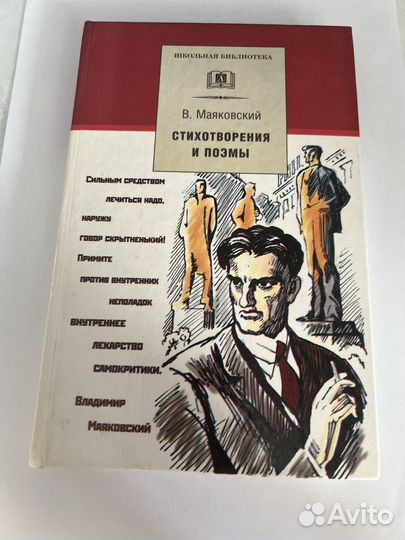 ШКОЛЬНАЯ БИБЛИОТЕКА
В. Маяковский
СТИХОТВОРЕНИЯ
И ПОЭМЫ
Сильным средством
лечиться надо,
наружу
говор скрытненький!
Примите
против внутренних
неполадок
внутреннее
лекарство
самокритики.
Владимир
Маяковский
Avito